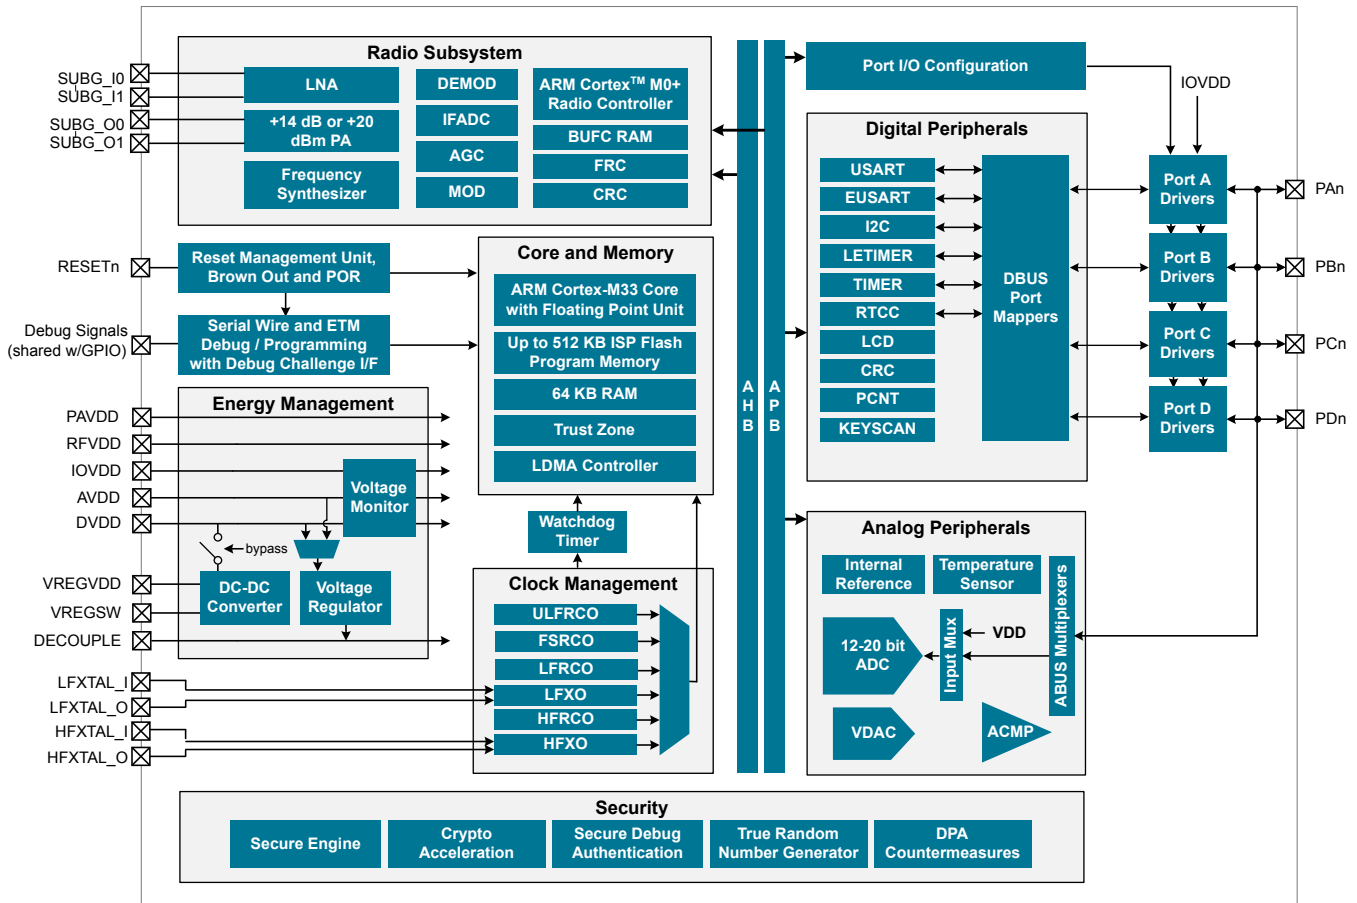 SUBG_I0
SUBG_I1
SUBG_O0
SUBG_O1
Radio Subsystem
LNA
+14 dB or +20
dBm PA
Frequency
Synthesizer
DEMOD
IFADC
AGC
MOD
ARM Cortex™ M0+
Radio Controller
BUFC RAM
FRC
CRC
RESETn
Reset Management Unit,
Brown Out and POR
Debug Signals
(shared w/GPIO)
Serial Wire and ETM
Debug / Programming
with Debug Challenge I/F
Core and Memory
ARM Cortex-M33 Core
with Floating Point Unit
Up to 512 KB ISP Flash
Program Memory
64 KB RAM
Trust Zone
LDMA Controller
Energy Management
PAVDD
RFVDD
IOVDD
AVDD
DVDD
VREGVDD
VREGSW
DECOUPLE
Voltage
Monitor
bypass
DC-DC
Converter
Voltage
Regulator
Watchdog
Timer
LFXTAL_I
LFXTAL_O
HFXTAL_I
HFXTAL_O
Clock Management
ULFRCO
FSRCO
LFRCO
LFXO
HFRCO
HFXO
AHB
APB
Port I/O Configuration
IOVDD
Digital Peripherals
USART
EUSART
I2C
LETIMER
TIMER
RTCC
LCD
CRC
PCNT
KEYSCAN
DBUS
Port
Mappers
Port A
Drivers
Port B
Drivers
Port C
Drivers
Port D
Drivers
PAn
PBn
PCn
PDn
Analog Peripherals
Internal
Reference
Temperature
Sensor
12-20 bit
ADC
Input Mux
VDD
ABUS Multiplexers
VDAC
ACMP
Security
Secure Engine
Crypto
Acceleration
Secure Debug
Authentication
True Random
Number Generator
DPA
Countermeasures